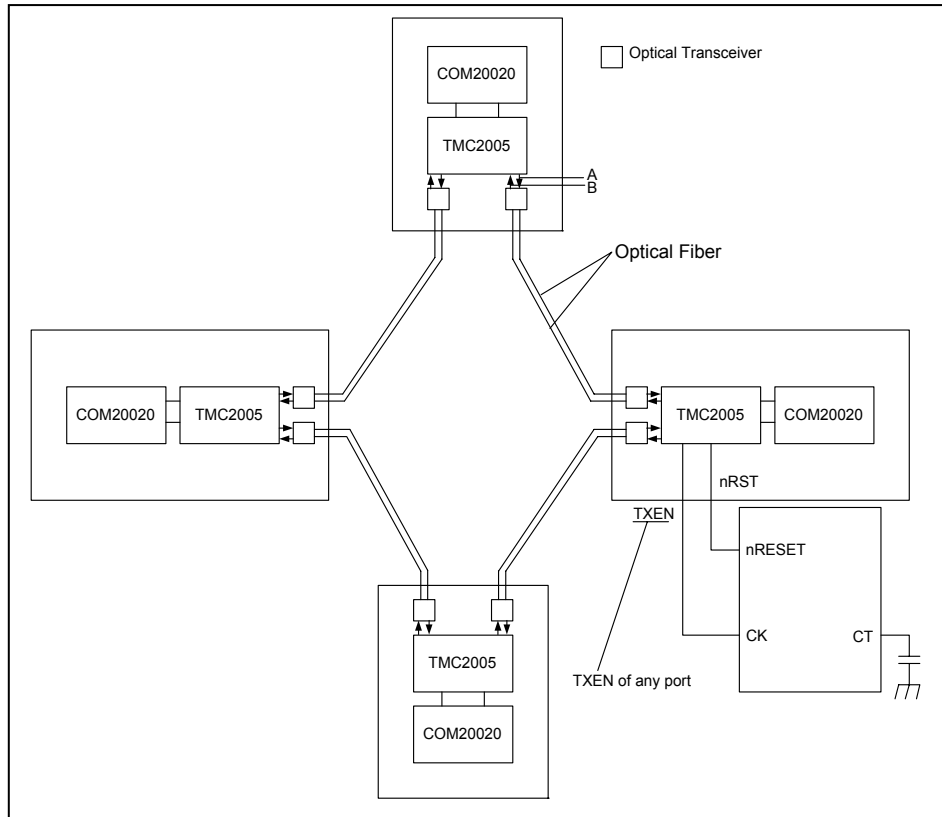 COM20020
Optical Transceiver
TMC2005
A
B
Optical Fiber
COM20020
TMC2005
TMC2005
COM20020
nRST
TXEN
nRESET
CK
CT
TMC2005
TXEN of any port
COM20020